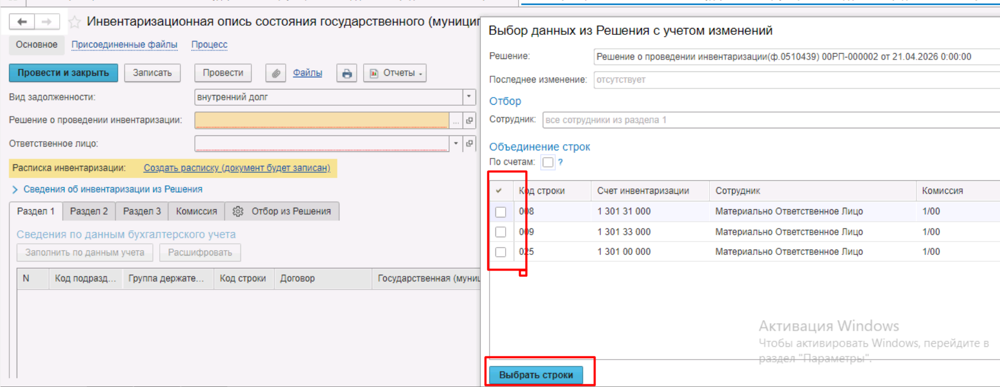 Инвентаризационная опись состояния государственного (муницип
Основное Присоединенные файлы Процесс
Провести и закрыть Записать Провести Файлы Отчеты
Вид задолженности: внутренний долг
Решение о проведении инвентаризации: ...
Ответственное лицо:
Расписка инвентаризации: Создать расписку (документ будет записан)
Сведения об инвентаризации из Решения
Раздел 1 Раздел 2 Раздел 3 Комиссия Отбор из Решения
Сведения по данным бухгалтерского учета
Заполнить по данным учета Расшифровать
N Код подразд... Группа держате... Код строки Договор Государственная (муниц
Выбор данных из Решения с учетом изменений
Решение: Решение о проведении инвентаризации(ф.0510439) 00РП-000002 от 21.04.2026 0:00:00
Последнее изменение: отсутствует
Отбор
Сотрудник: все сотрудники из раздела 1
Объединение строк
По счетам: ?
Код строки Счет инвентаризации Сотрудник Комиссия
008 1 301 31 000 Материально Ответственное Лицо 1/00
009 1 301 33 000 Материально Ответственное Лицо 1/00
025 1 301 00 000 Материально Ответственное Лицо 1/00
Активация Windows
Чтобы активировать Windows, перейдите в
раздел "Параметры".
Выбрать строки